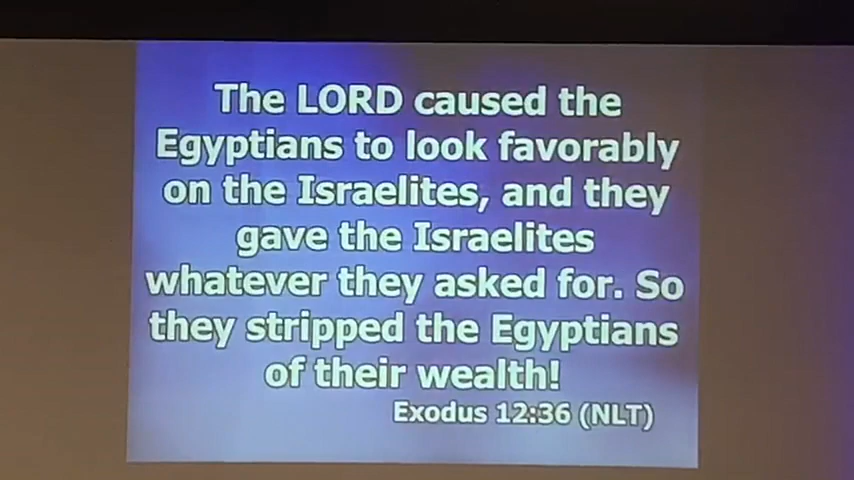 The LORD caused the
Egyptians to look favorably
on the Israelites, and they
gave the Israelites
whatever they asked for. So
they stripped the Egyptians
of their wealth!
Exodus 12:36 (NLT)